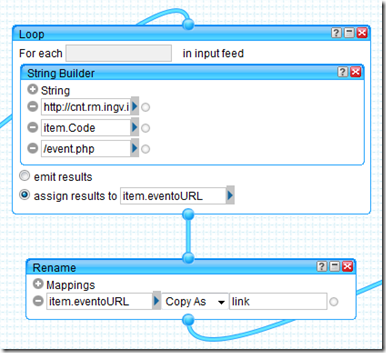 Loop
For each in input feed
String Builder
String
http://cnt.rm.ingv.i
item.Code
/event.php
emit results
assign results to item.eventoURL
Rename
Mappings
item.eventoURL Copy As link